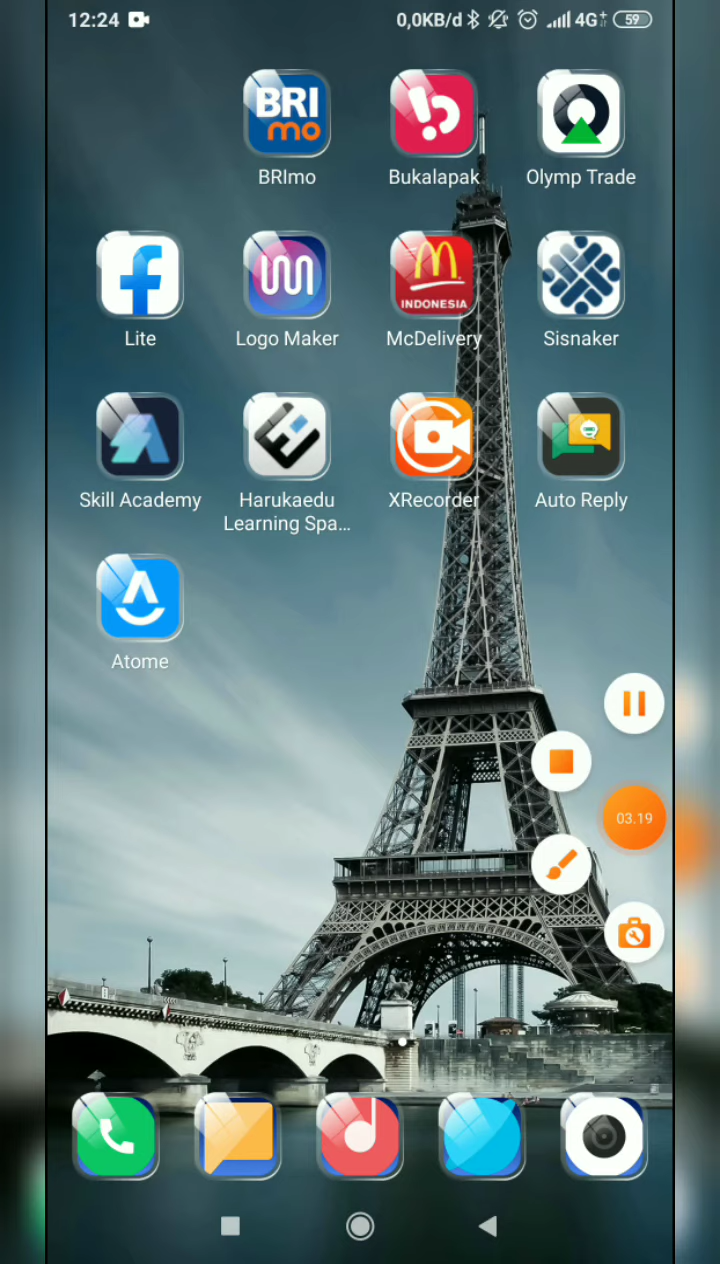 12:24
0,0KB/d 4G+ 59
BRI
mo
BRImo
Bukalapak
Olymp Trade
INDONESIA
Lite
Logo Maker
McDelivery
Sisnaker
Skill Academy
Harukaedu
Learning Spa...
XRecorder
Auto Reply
Atome
03.19